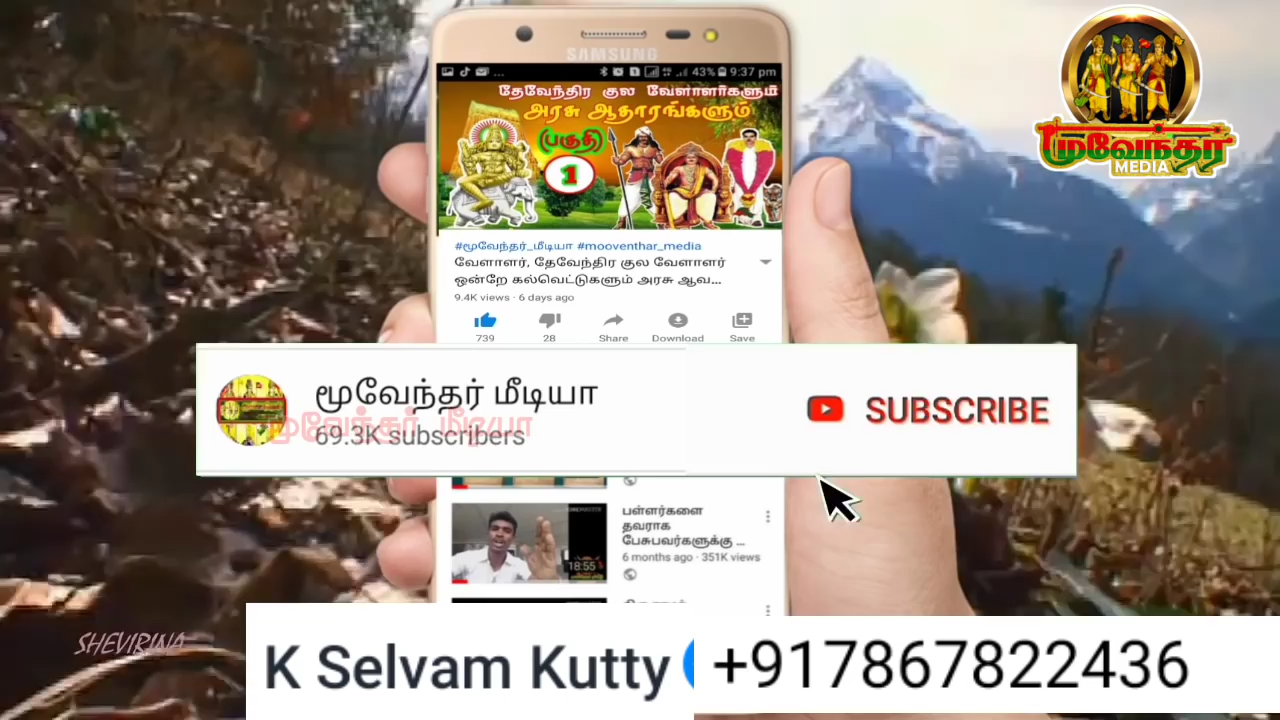 SAMSUNG
... 43% 9:37 pm
தேவேந்திர குல வேளாளர்களும்
அரசு ஆதாரங்களும்
(பகுதி)
1
மூவேந்தர்
MEDIA
#மூவேந்தர்_மீடியா #mooventhar_media
வேளாளர், தேவேந்திர குல வேளாளர்
ஒன்றே கல்வெட்டுகளும் அரசு ஆவ...
9.4K views · 6 days ago
739 28 Share Download Save
மூவேந்தர் மீடியா
மூவேந்தர் மீடியா
69.3K subscribers
SUBSCRIBE
பள்ளர்களை
தவறாக
பேசுபவர்களுக்கு ...
6 months ago · 351K views
18:55
SHEVIRINA
K Selvam Kutty
+917867822436